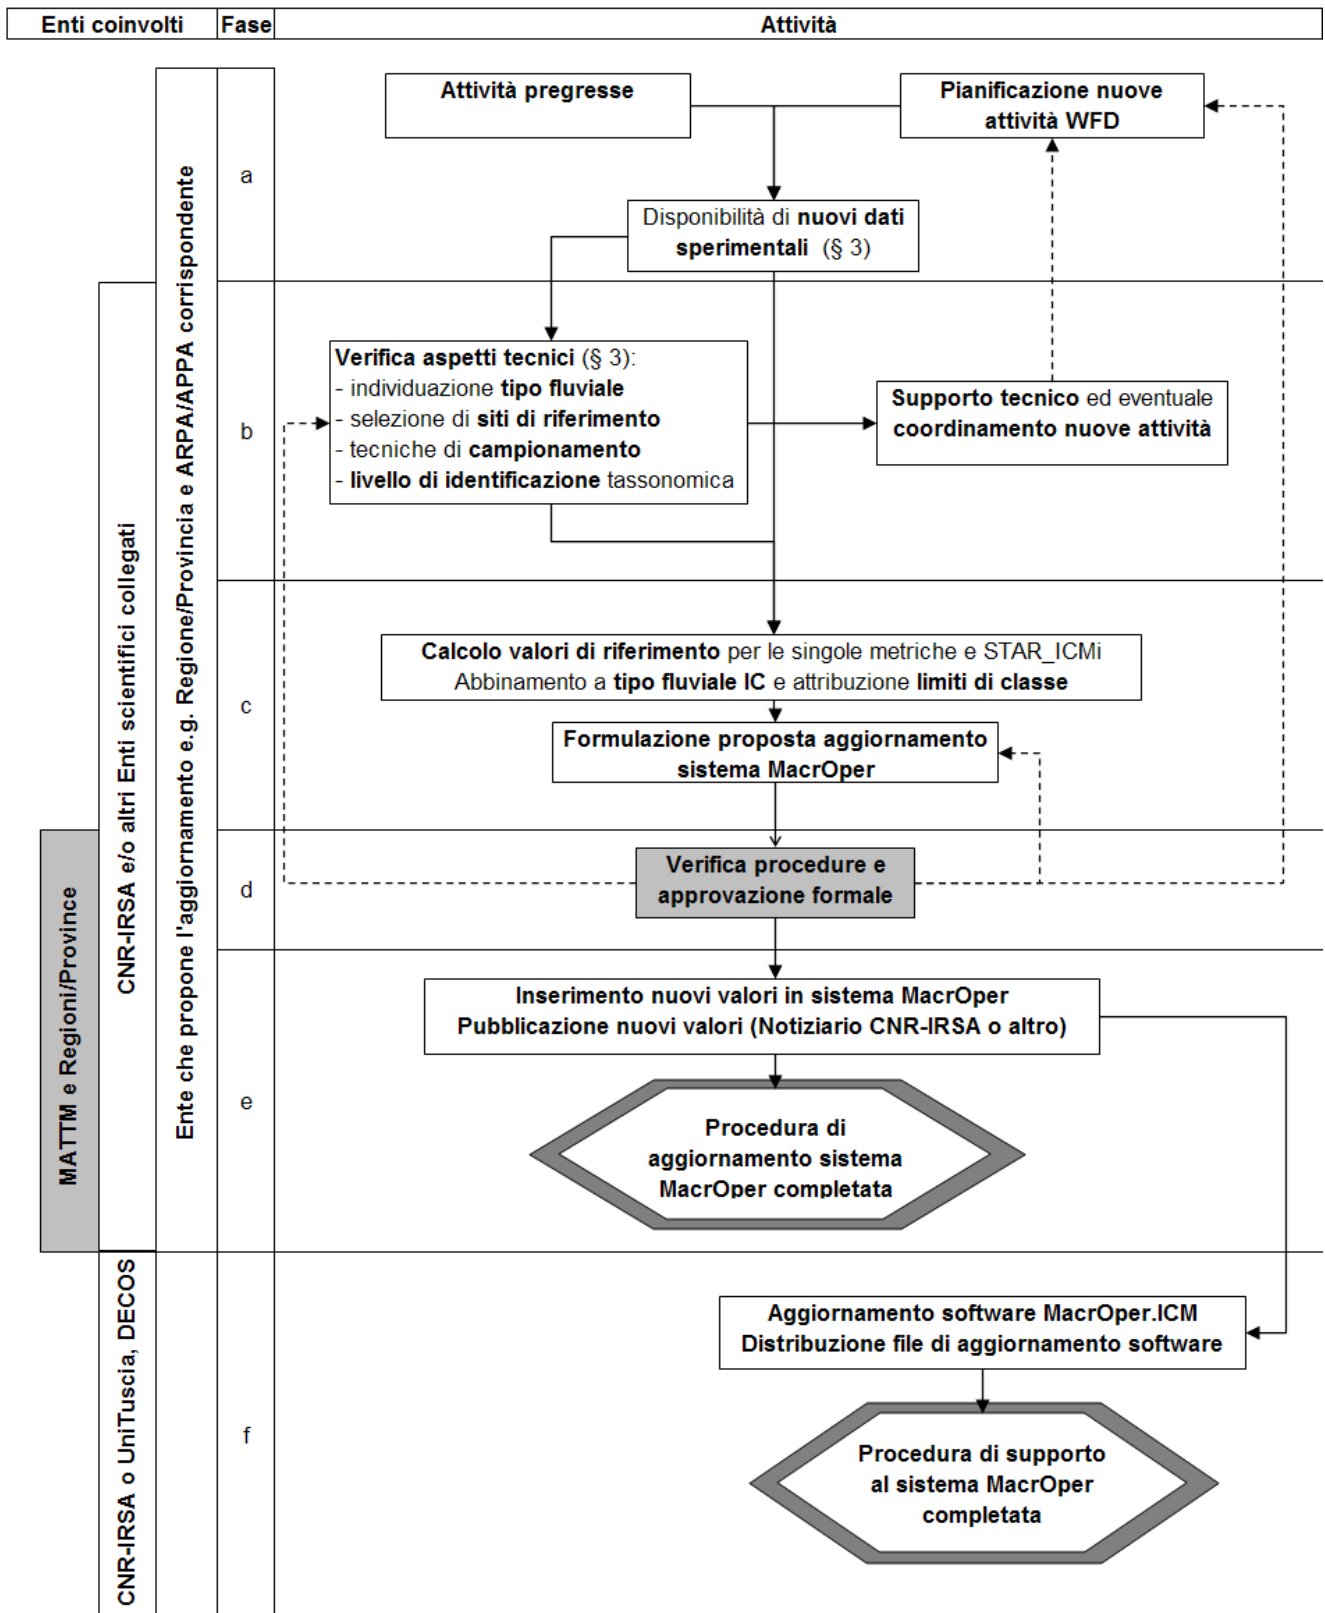 Enti coinvolti
Fase
Attività
MATTM e Regioni/Province
CNR-IRSA e/o altri Enti scientifici collegati
CNR-IRSA o UniTuscia, DECOS
Ente che propone l'aggiornamento e.g. Regione/Provincia e ARPA/APPA corrispondente
a
Attività pregresse
Pianificazione nuove
attività WFD
Disponibilità di nuovi dati
sperimentali (§ 3)
b
Verifica aspetti tecnici (§ 3):
- individuazione tipo fluviale
- selezione di siti di riferimento
- tecniche di campionamento
- livello di identificazione tassonomica
Supporto tecnico ed eventuale
coordinamento nuove attività
c
Calcolo valori di riferimento per le singole metriche e STAR_ICMi
Abbinamento a tipo fluviale IC e attribuzione limiti di classe
Formulazione proposta aggiornamento
sistema MacrOper
d
Verifica procedure e
approvazione formale
e
Inserimento nuovi valori in sistema MacrOper
Pubblicazione nuovi valori (Notiziario CNR-IRSA o altro)
Procedura di
aggiornamento sistema
MacrOper completata
f
Aggiornamento software MacrOper.ICM
Distribuzione file di aggiornamento software
Procedura di supporto
al sistema MacrOper
completata